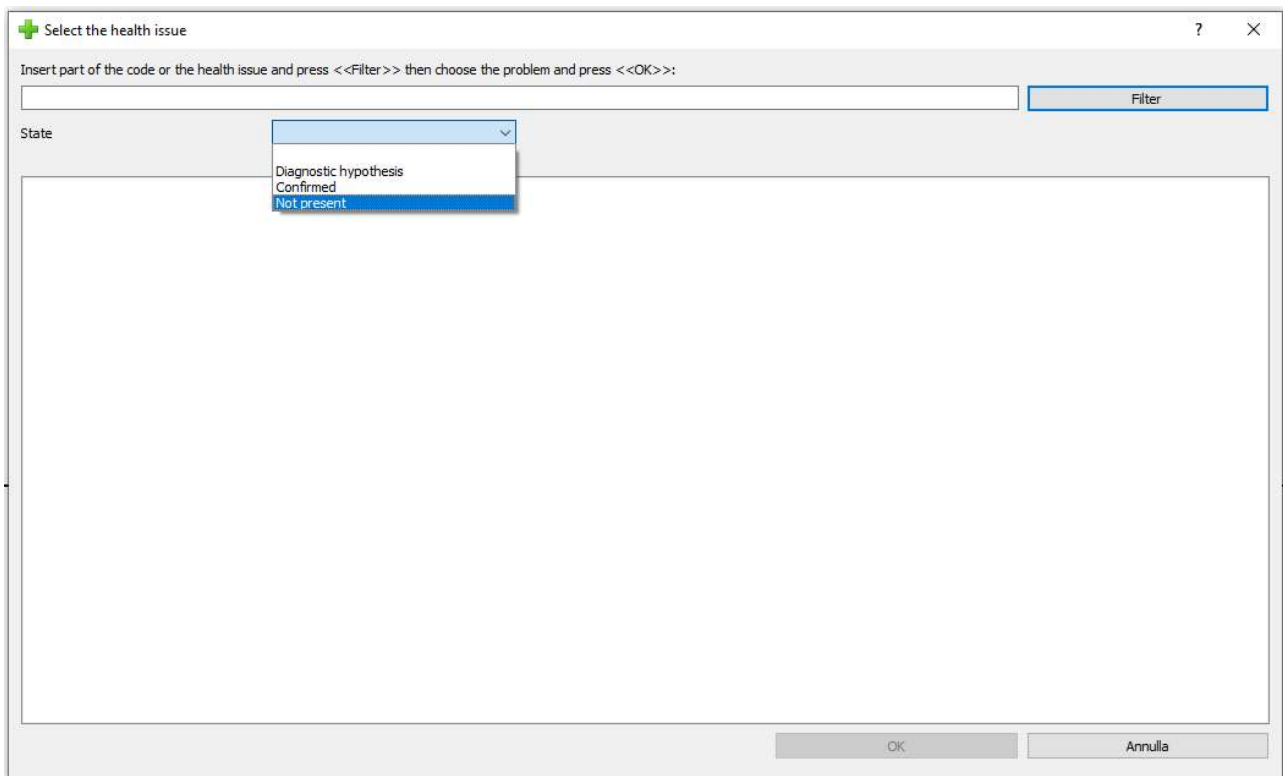 Select the health issue
?
Insert part of the code or the health issue and press <<Filter>> then choose the problem and press <<OK>>:
Filter
State
Diagnostic hypothesis
Confirmed
Not present
OK
Annulla